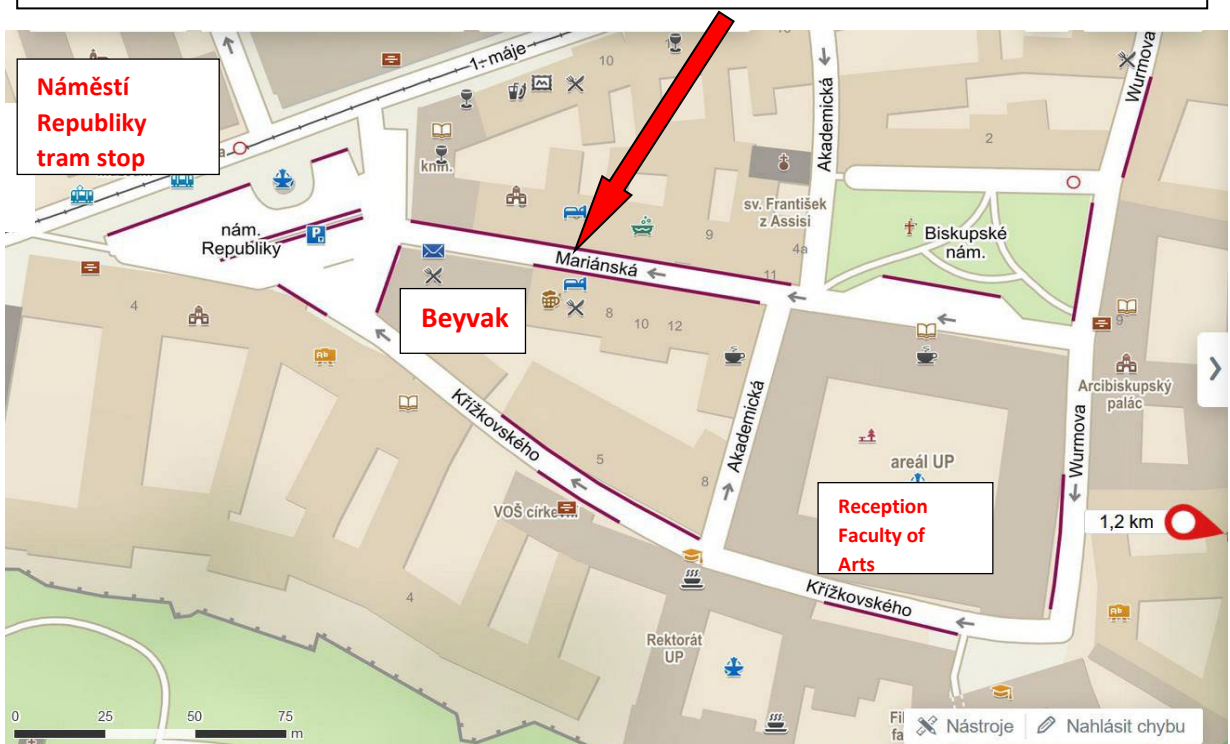 Náměstí
Republiky
tram stop
1. máje
10
Akademická
Wurmova
2
knih.
sv. František
z Assisi
nám.
Republiky
9
4a
Biskupské
nám.
Mariánská
11
4
Beyvak
8
10
12
9
Arcibiskupský
palác
Křížkovského
5
8
Akademická
areál UP
Wurmova
VOŠ círke
Reception
Faculty of
Arts
1,2 km
4
Křížkovského
Rektorát
UP
0
25
50
75
m
Nástroje
Nahlásit chybu